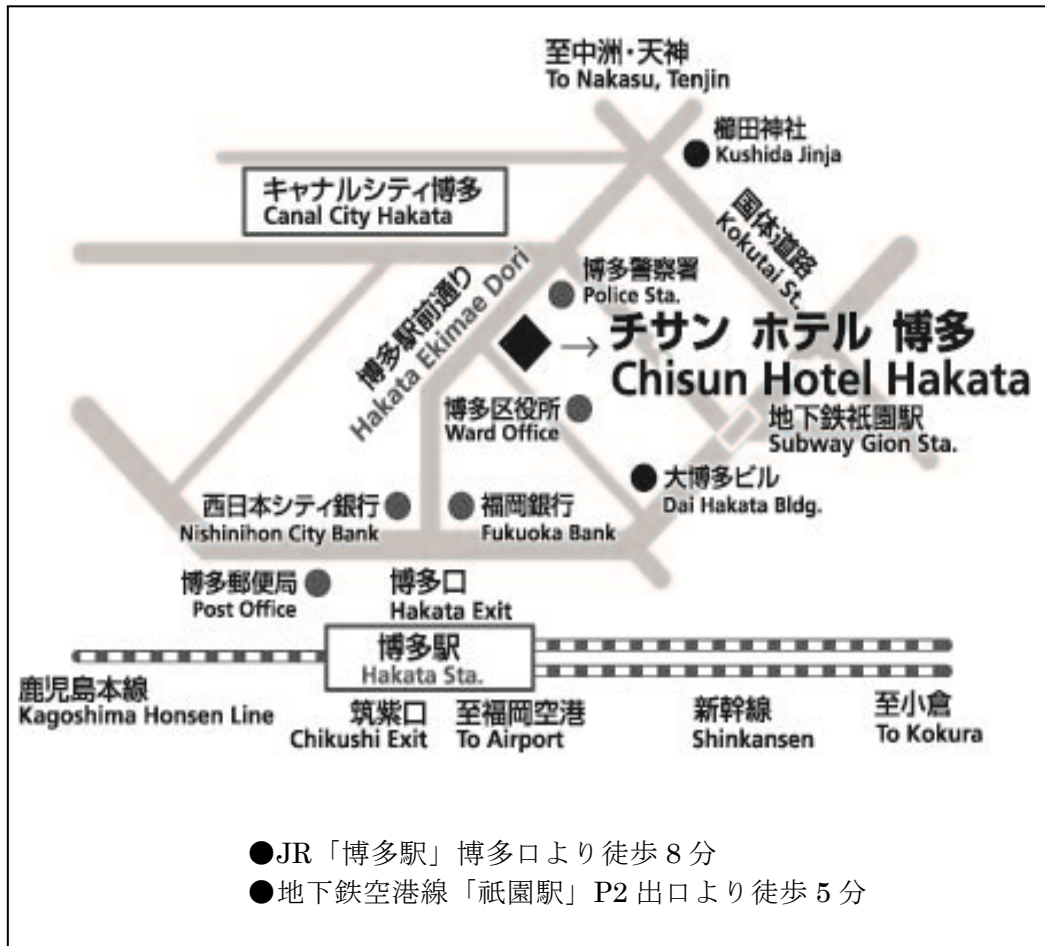 至中洲・天神
To Nakasu, Tenjin
櫛田神社
Kushida Jinja
キャナルシティ博多
Canal City Hakata
国体道路
Kokutai St.
博多駅前通り
Hakata Ekimae Dori
博多警察署
Police Sta.
チサン ホテル 博多
Chisun Hotel Hakata
博多区役所
Ward Office
地下鉄祇園駅
Subway Gion Sta.
大博多ビル
Dai Hakata Bldg.
西日本シティ銀行
Nishinihon City Bank
福岡銀行
Fukuoka Bank
博多郵便局
Post Office
博多口
Hakata Exit
博多駅
Hakata Sta.
鹿児島本線
Kagoshima Honsen Line
筑紫口
Chikushi Exit
至福岡空港
To Airport
新幹線
Shinkansen
至小倉
To Kokura
●JR「博多駅」博多口より徒歩 8 分
●地下鉄空港線「祇園駅」P2 出口より徒歩 5 分